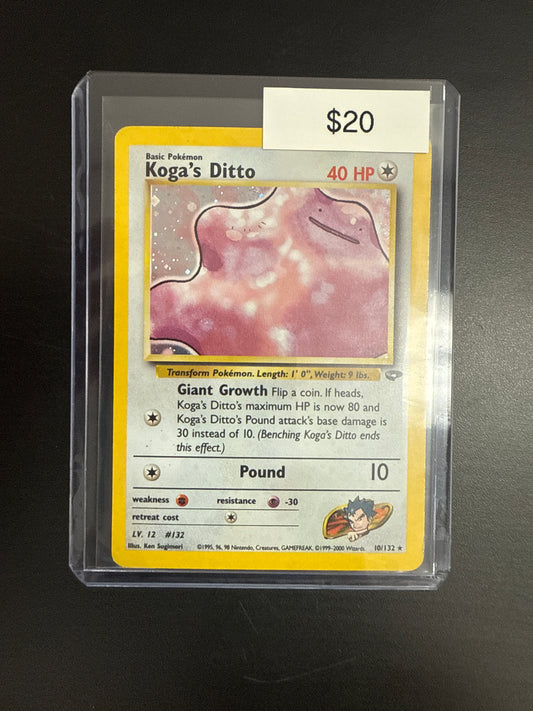 $20
Basic Pokémon
Koga's Ditto 40 HP
Transform Pokémon. Length: 1' 0", Weight: 9 lbs.
Giant Growth Flip a coin. If heads,
Koga's Ditto's maximum HP is now 80 and
Koga's Ditto's Pound attack's base damage is
30 instead of 10. (Benching Koga's Ditto ends
this effect.)
Pound 10
weakness resistance -30
retreat cost
LV. 12 #132
Illus. Ken Sugimori ©1995, 96, 98 Nintendo, Creatures, GAMEFREAK. ©1999-2000 Wizards. 10/132 ★